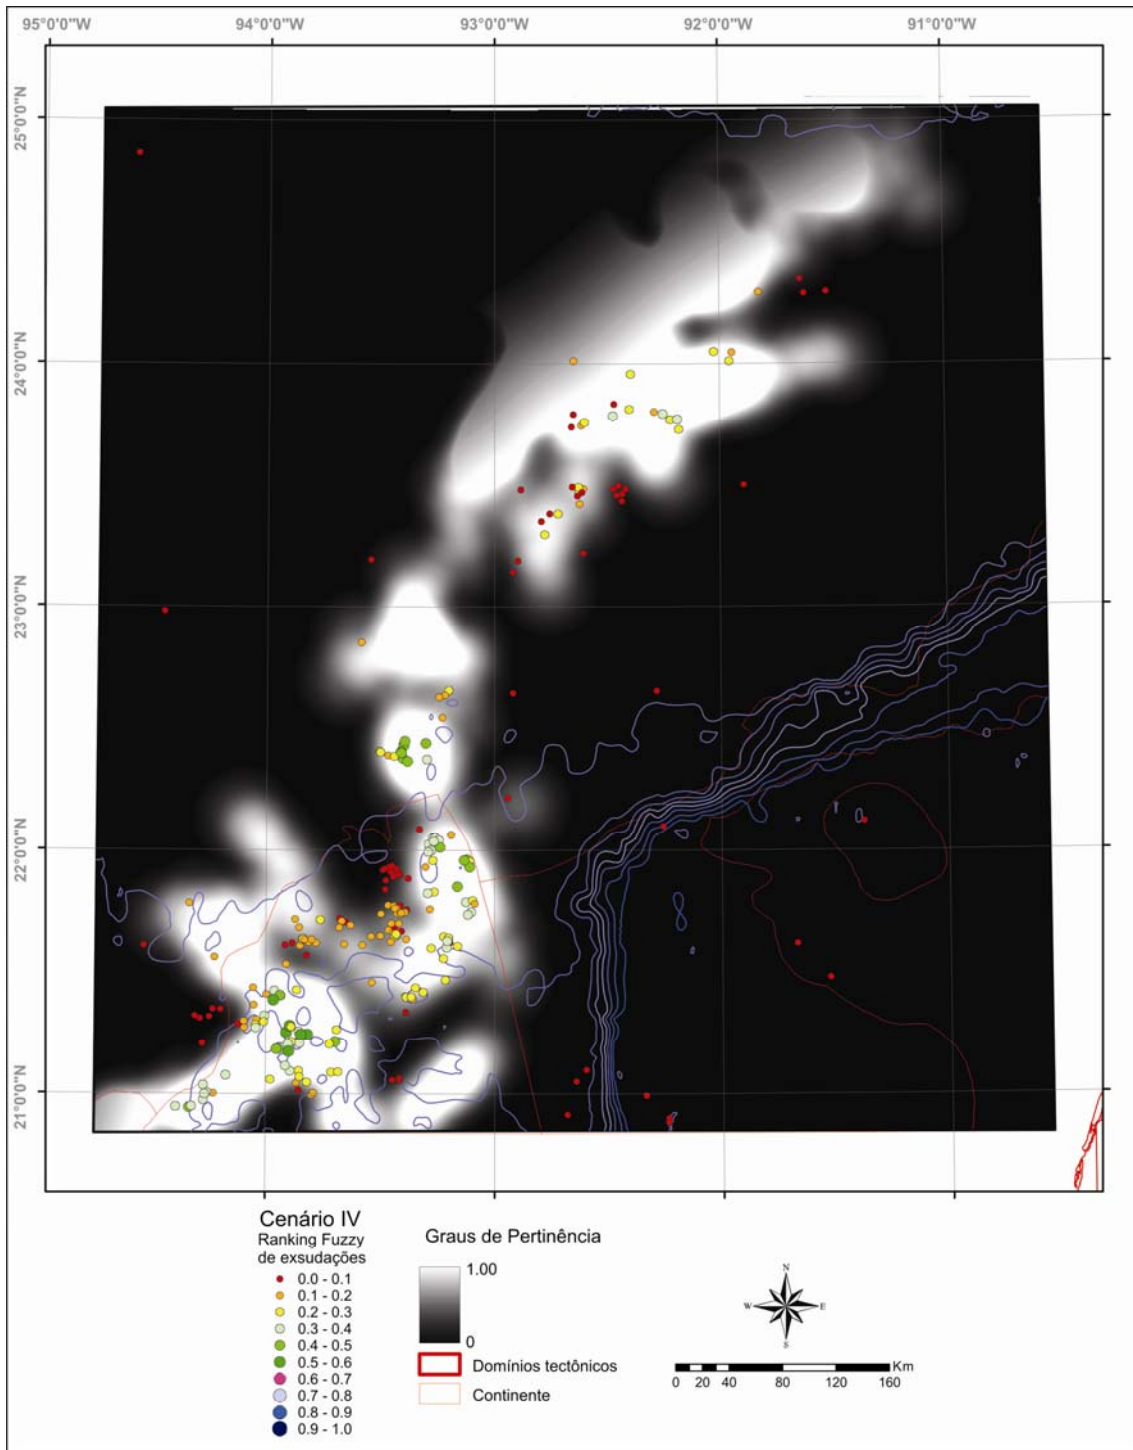 95°0'0"W 94°0'0"W 93°0'0"W 92°0'0"W 91°0'0"W
25°0'0"N
24°0'0"N
23°0'0"N
22°0'0"N
21°0'0"N
Cenário IV
Ranking Fuzzy
de exsudações
0.0 - 0.1
0.1 - 0.2
0.2 - 0.3
0.3 - 0.4
0.4 - 0.5
0.5 - 0.6
0.6 - 0.7
0.7 - 0.8
0.8 - 0.9
0.9 - 1.0
Graus de Pertinência
1.00
0
Domínios tectônicos
Continente
N
W E
S
Km
0 20 40 80 120 160